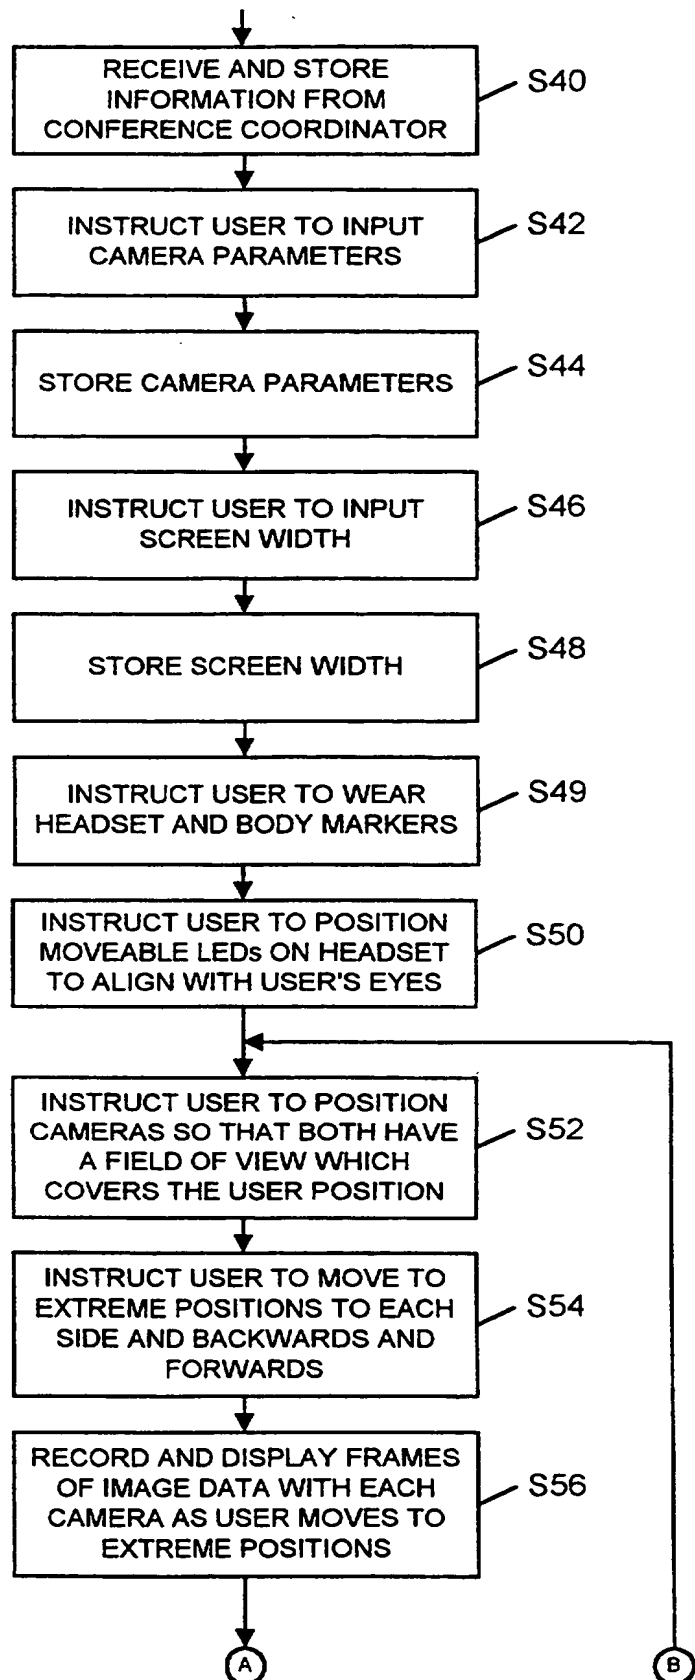 RECEIVE AND STORE
INFORMATION FROM
CONFERENCE COORDINATOR
S40
INSTRUCT USER TO INPUT
CAMERA PARAMETERS
S42
STORE CAMERA PARAMETERS
S44
INSTRUCT USER TO INPUT
SCREEN WIDTH
S46
STORE SCREEN WIDTH
S48
INSTRUCT USER TO WEAR
HEADSET AND BODY MARKERS
S49
INSTRUCT USER TO POSITION
MOVEABLE LEDs ON HEADSET
TO ALIGN WITH USER'S EYES
S50
INSTRUCT USER TO POSITION
CAMERAS SO THAT BOTH HAVE
A FIELD OF VIEW WHICH
COVERS THE USER POSITION
S52
INSTRUCT USER TO MOVE TO
EXTREME POSITIONS TO EACH
SIDE AND BACKWARDS AND
FORWARDS
S54
RECORD AND DISPLAY FRAMES
OF IMAGE DATA WITH EACH
CAMERA AS USER MOVES TO
EXTREME POSITIONS
S56
A
B